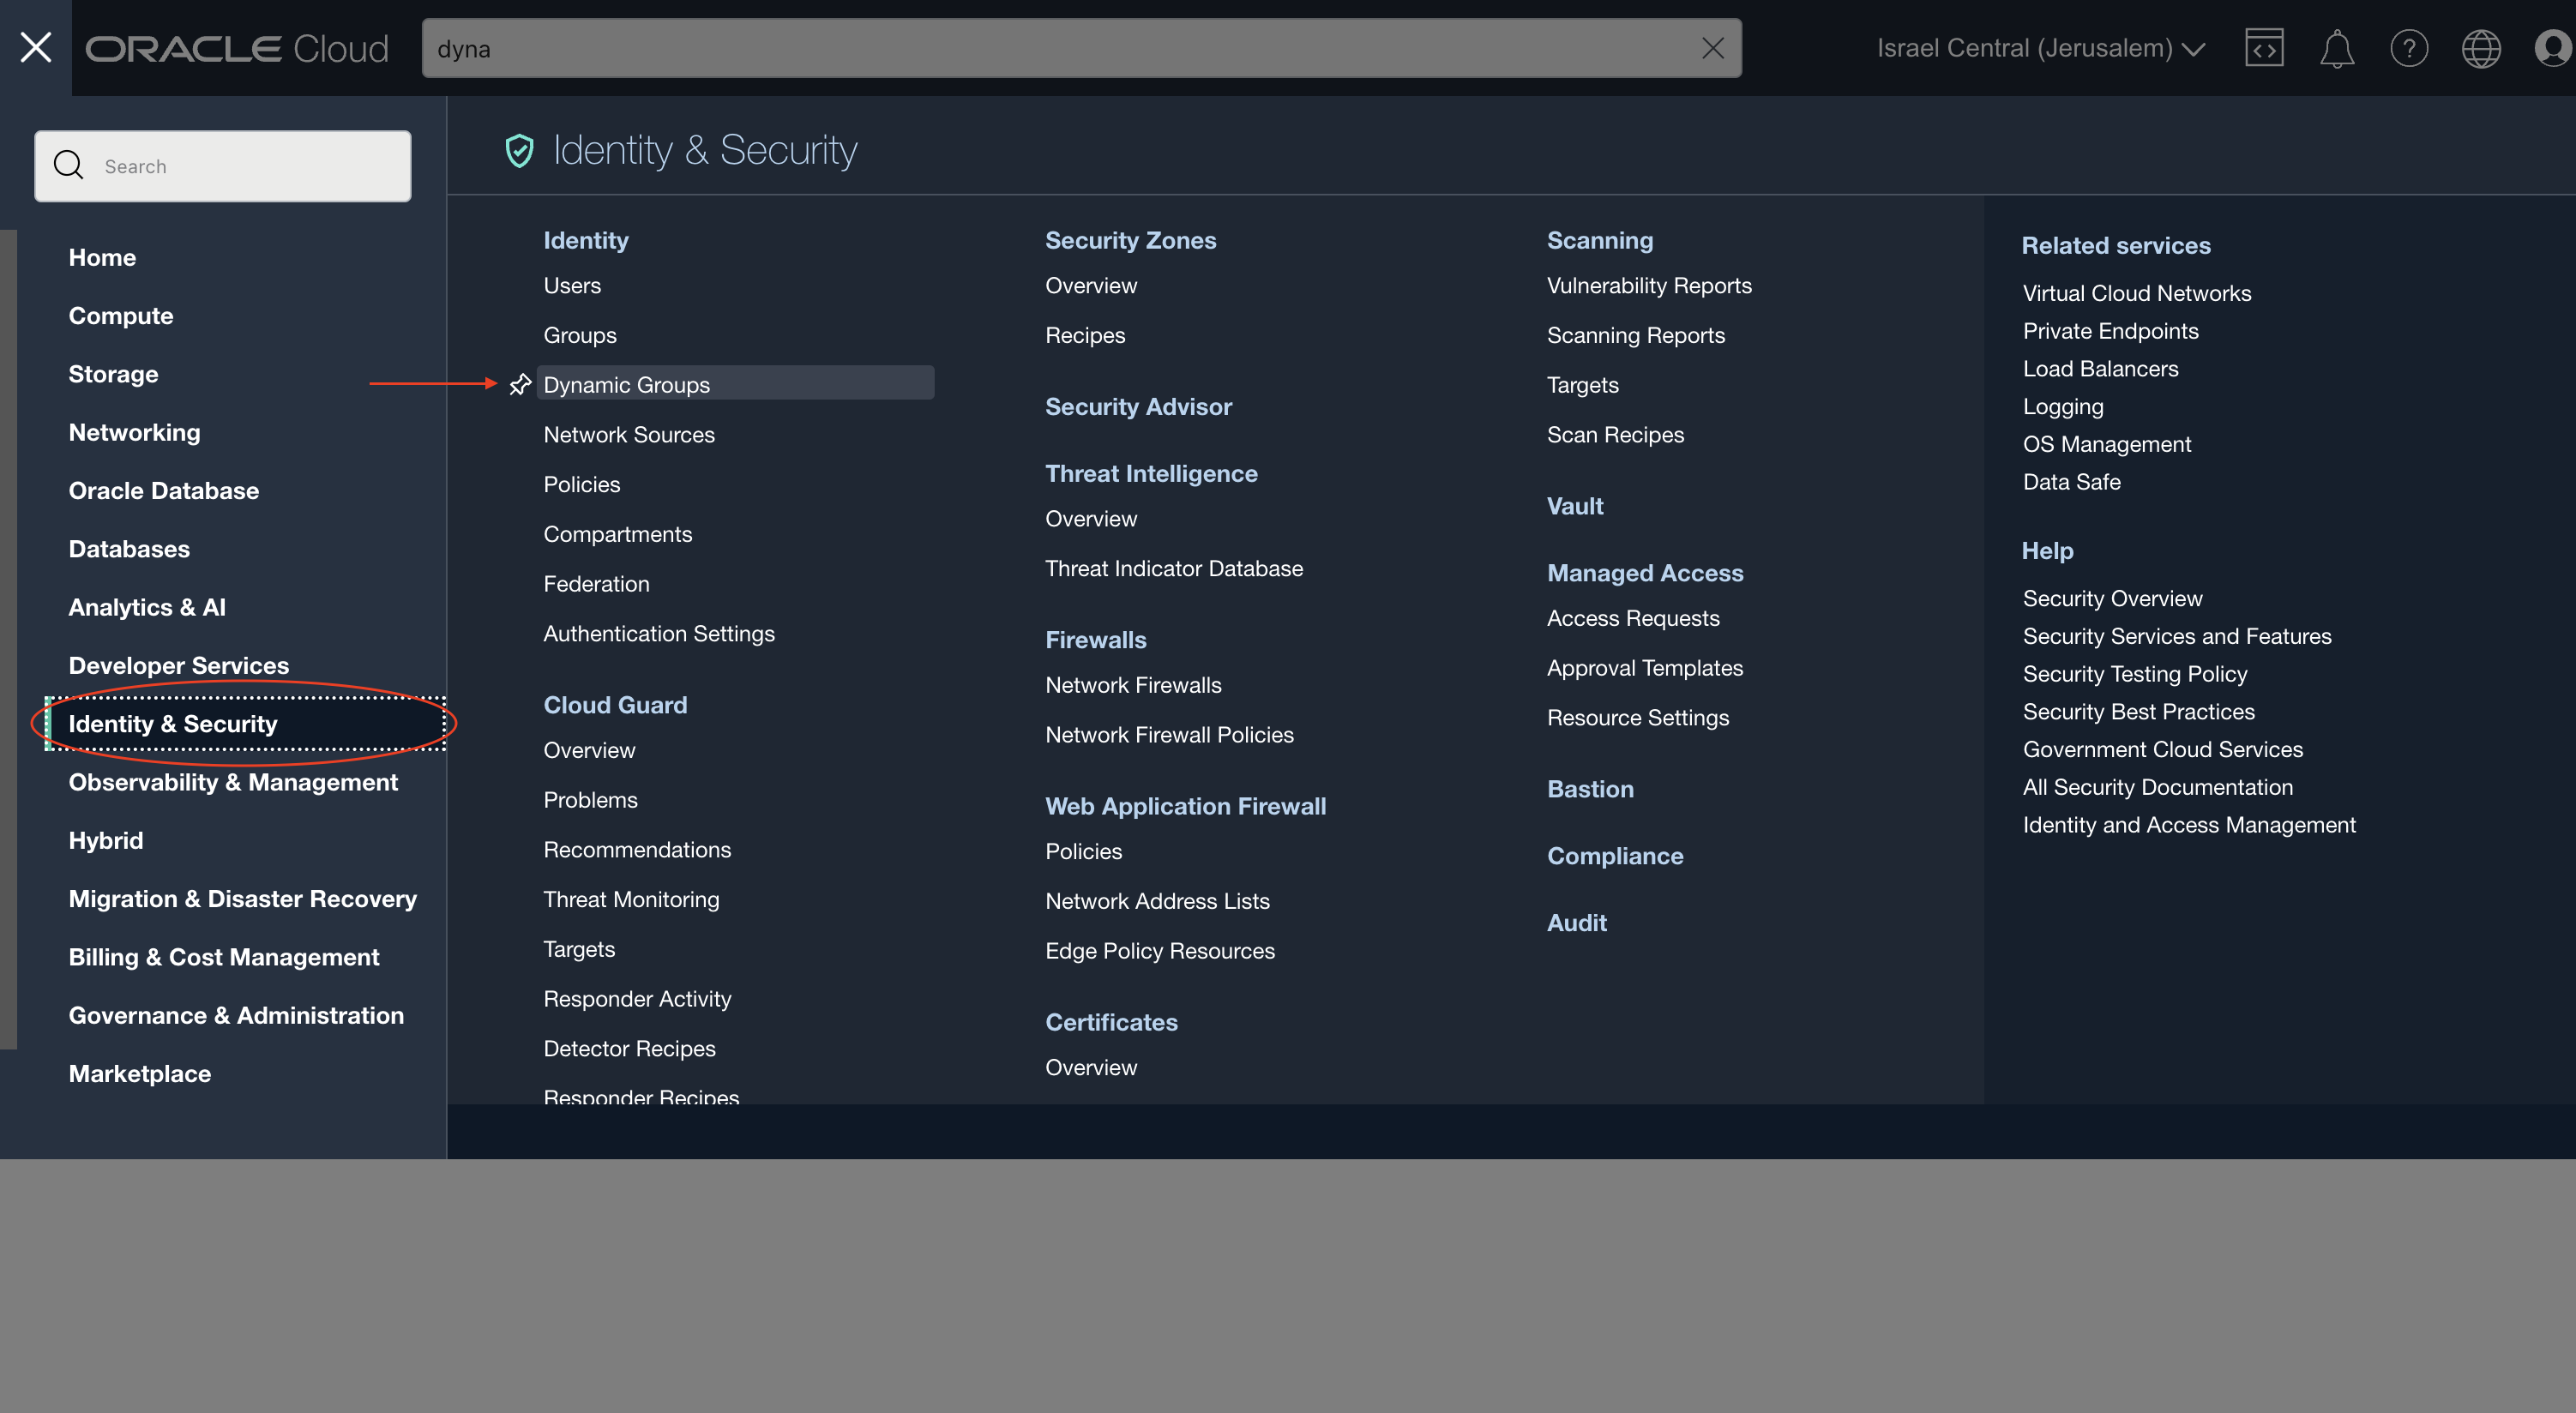 ORACLE Cloud
dyna
Israel Central (Jerusalem)
Search
Home
Compute
Storage
Networking
Oracle Database
Databases
Analytics & AI
Developer Services
Identity & Security
Observability & Management
Hybrid
Migration & Disaster Recovery
Billing & Cost Management
Governance & Administration
Marketplace
Identity & Security
Identity
Users
Groups
Dynamic Groups
Network Sources
Policies
Compartments
Federation
Authentication Settings
Cloud Guard
Overview
Problems
Recommendations
Threat Monitoring
Targets
Responder Activity
Detector Recipes
Responder Recipes
Security Zones
Overview
Recipes
Security Advisor
Threat Intelligence
Overview
Threat Indicator Database
Firewalls
Network Firewalls
Network Firewall Policies
Web Application Firewall
Policies
Network Address Lists
Edge Policy Resources
Certificates
Overview
Scanning
Vulnerability Reports
Scanning Reports
Targets
Scan Recipes
Vault
Managed Access
Access Requests
Approval Templates
Resource Settings
Bastion
Compliance
Audit
Related services
Virtual Cloud Networks
Private Endpoints
Load Balancers
Logging
OS Management
Data Safe
Help
Security Overview
Security Services and Features
Security Testing Policy
Security Best Practices
Government Cloud Services
All Security Documentation
Identity and Access Management